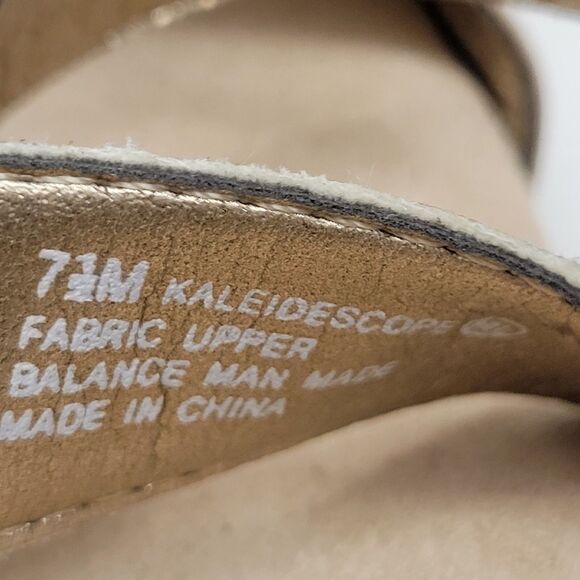 7½M KALEIDESCOPE
FABRIC UPPER
BALANCE MAN MADE
MADE IN CHINA